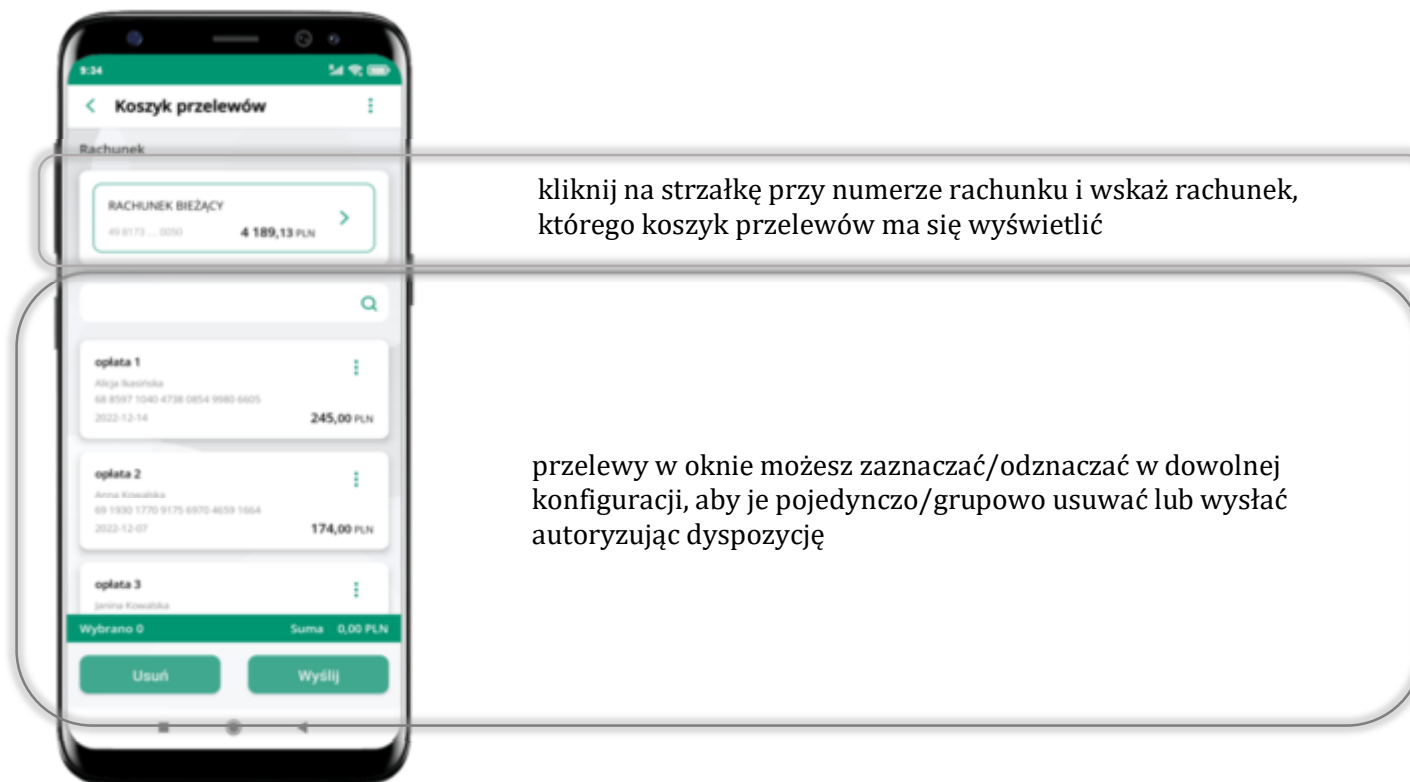 9:34
Koszyk przelewów
Rachunek
RACHUNEK BIEŻĄCY
49 8173 ... 0050 4 189,13 PLN
kliknij na strzałkę przy numerze rachunku i wskaż rachunek,
którego koszyk przelewów ma się wyświetlić
opłata 1
Alicja Ikasińska
68 8597 1040 4738 0854 9980 6605
2022-12-14 245,00 PLN
opłata 2
Anna Kowalska
69 1930 1770 9175 6970 4659 1664
2022-12-07 174,00 PLN
przelewy w oknie możesz zaznaczać/odznaczać w dowolnej
konfiguracji, aby je pojedynczo/grupowo usuwać lub wysłać
autoryzując dyspozycję
opłata 3
Janina Kowalska
Wybrano 0 Suma 0,00 PLN
Usuń Wyślij